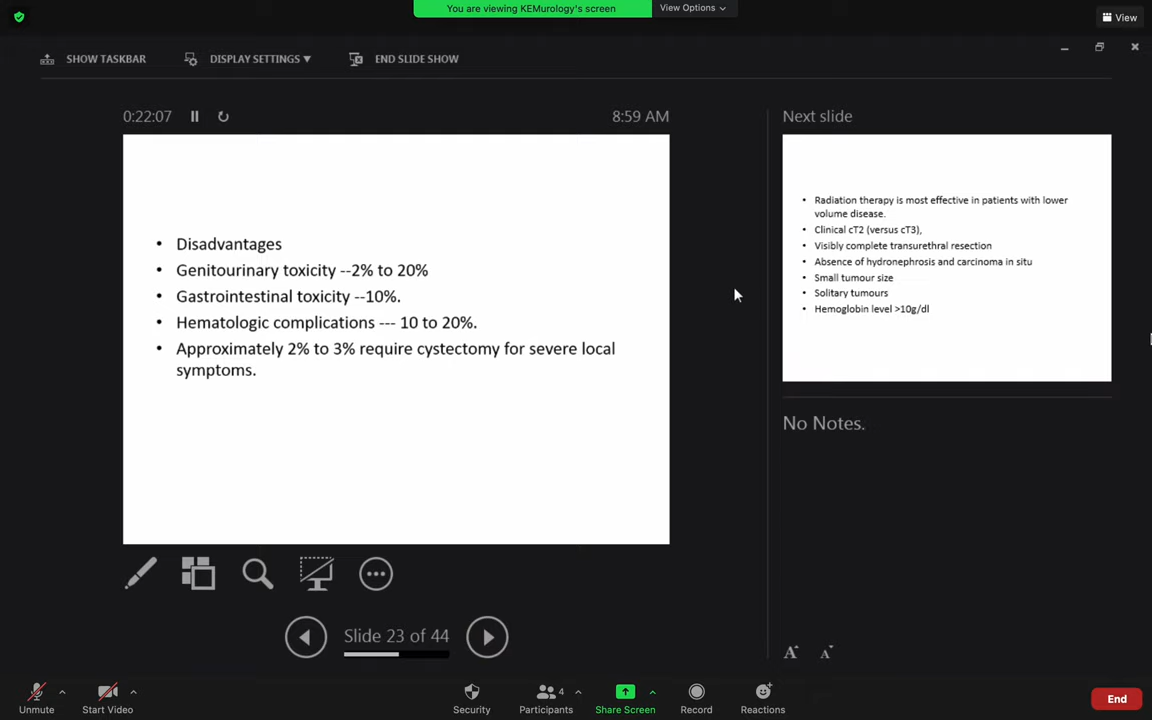 You are viewing KEMurology's screen
View Options
View
SHOW TASKBAR
DISPLAY SETTINGS
END SLIDE SHOW
0:22:07
8:59 AM
Next slide
• Disadvantages
• Genitourinary toxicity --2% to 20%
• Gastrointestinal toxicity --10%.
• Hematologic complications --- 10 to 20%.
• Approximately 2% to 3% require cystectomy for severe local
symptoms.
• Radiation therapy is most effective in patients with lower
volume disease.
• Clinical cT2 (versus cT3),
• Visibly complete transurethral resection
• Absence of hydronephrosis and carcinoma in situ
• Small tumour size
• Solitary tumours
• Hemoglobin level >10g/dl
No Notes.
Slide 23 of 44
A A
Unmute
Start Video
Security
4
Participants
Share Screen
Record
Reactions
End